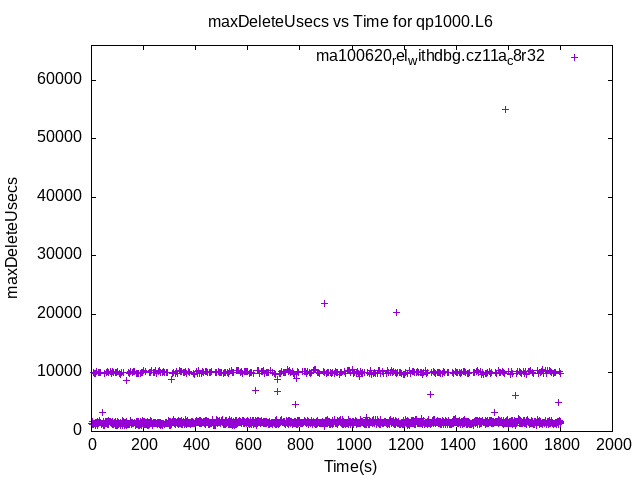 maxDeleteUsecs vs Time for qp1000.L6
ma100620relwithdbg.cz11ac8r32
60000
50000
40000
30000
20000
10000
0
maxDeleteUsecs
0 200 400 600 800 1000 1200 1400 1600 1800 2000
Time(s)